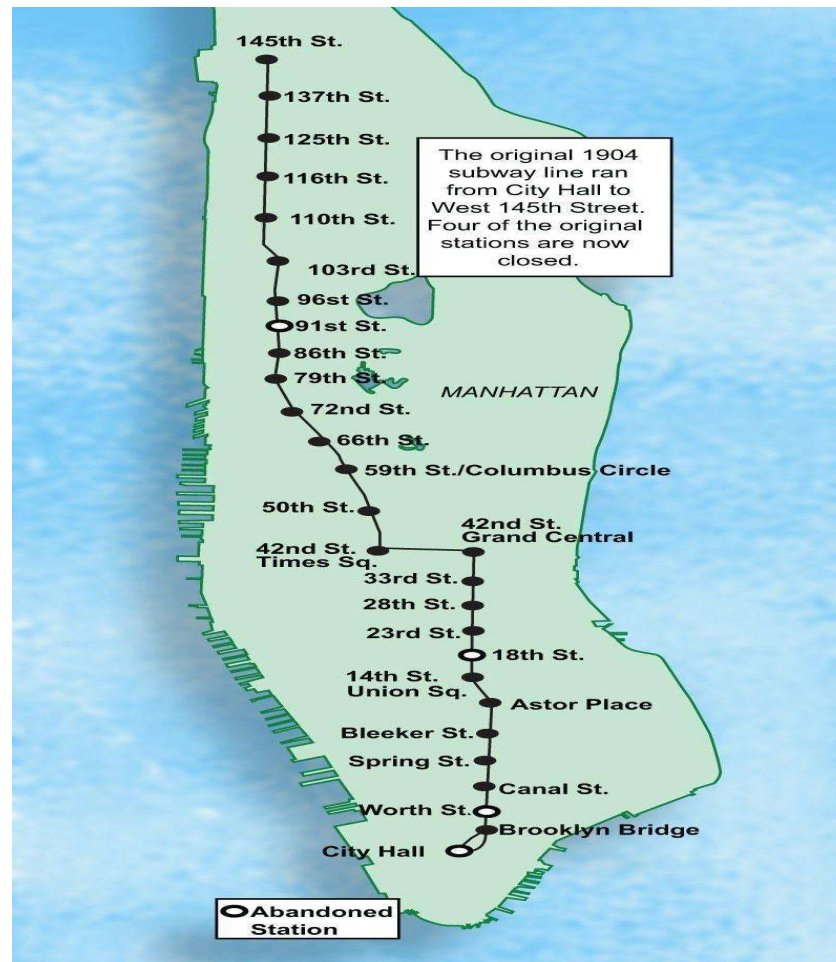 145th St.
137th St.
125th St.
The original 1904
subway line ran
from City Hall to
West 145th Street.
Four of the original
stations are now
closed.
116th St.
110th St.
103rd St.
96st St.
91st St.
86th St.
79th St.
MANHATTAN
72nd St.
66th St.
59th St./Columbus Circle
50th St.
42nd St.
Grand Central
42nd St.
Times Sq.
33rd St.
28th St.
23rd St.
18th St.
14th St.
Union Sq.
Astor Place
Bleeker St.
Spring St.
Canal St.
Worth St.
Brooklyn Bridge
City Hall
Abandoned
Station